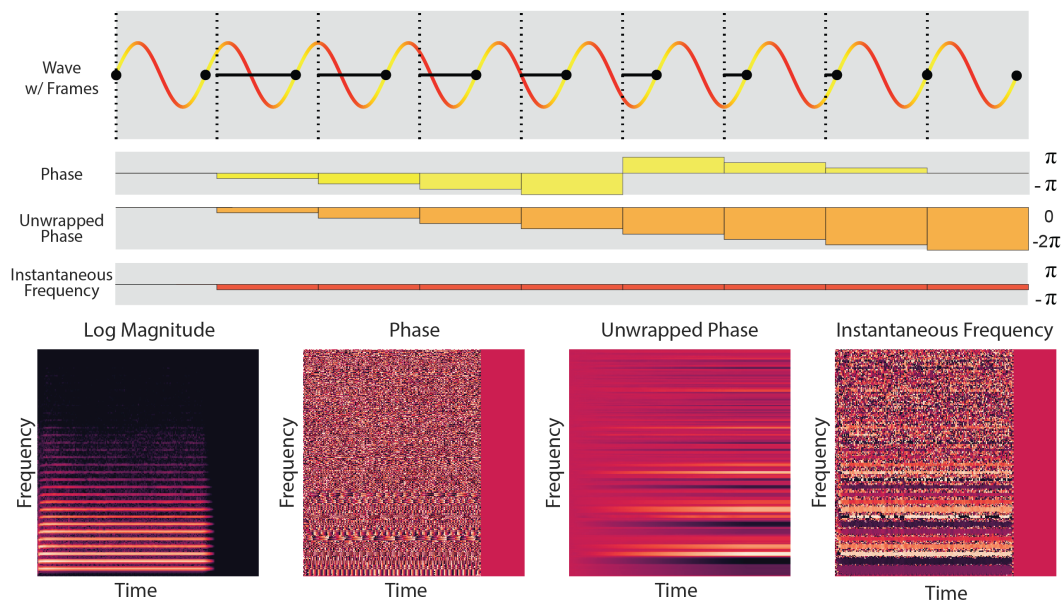 Wave
w/ Frames
Phase
π
-π
Unwrapped
Phase
0
-2π
Instantaneous
Frequency
π
-π
Log Magnitude
Phase
Unwrapped Phase
Instantaneous Frequency
Frequency
Frequency
Frequency
Frequency
Time
Time
Time
Time